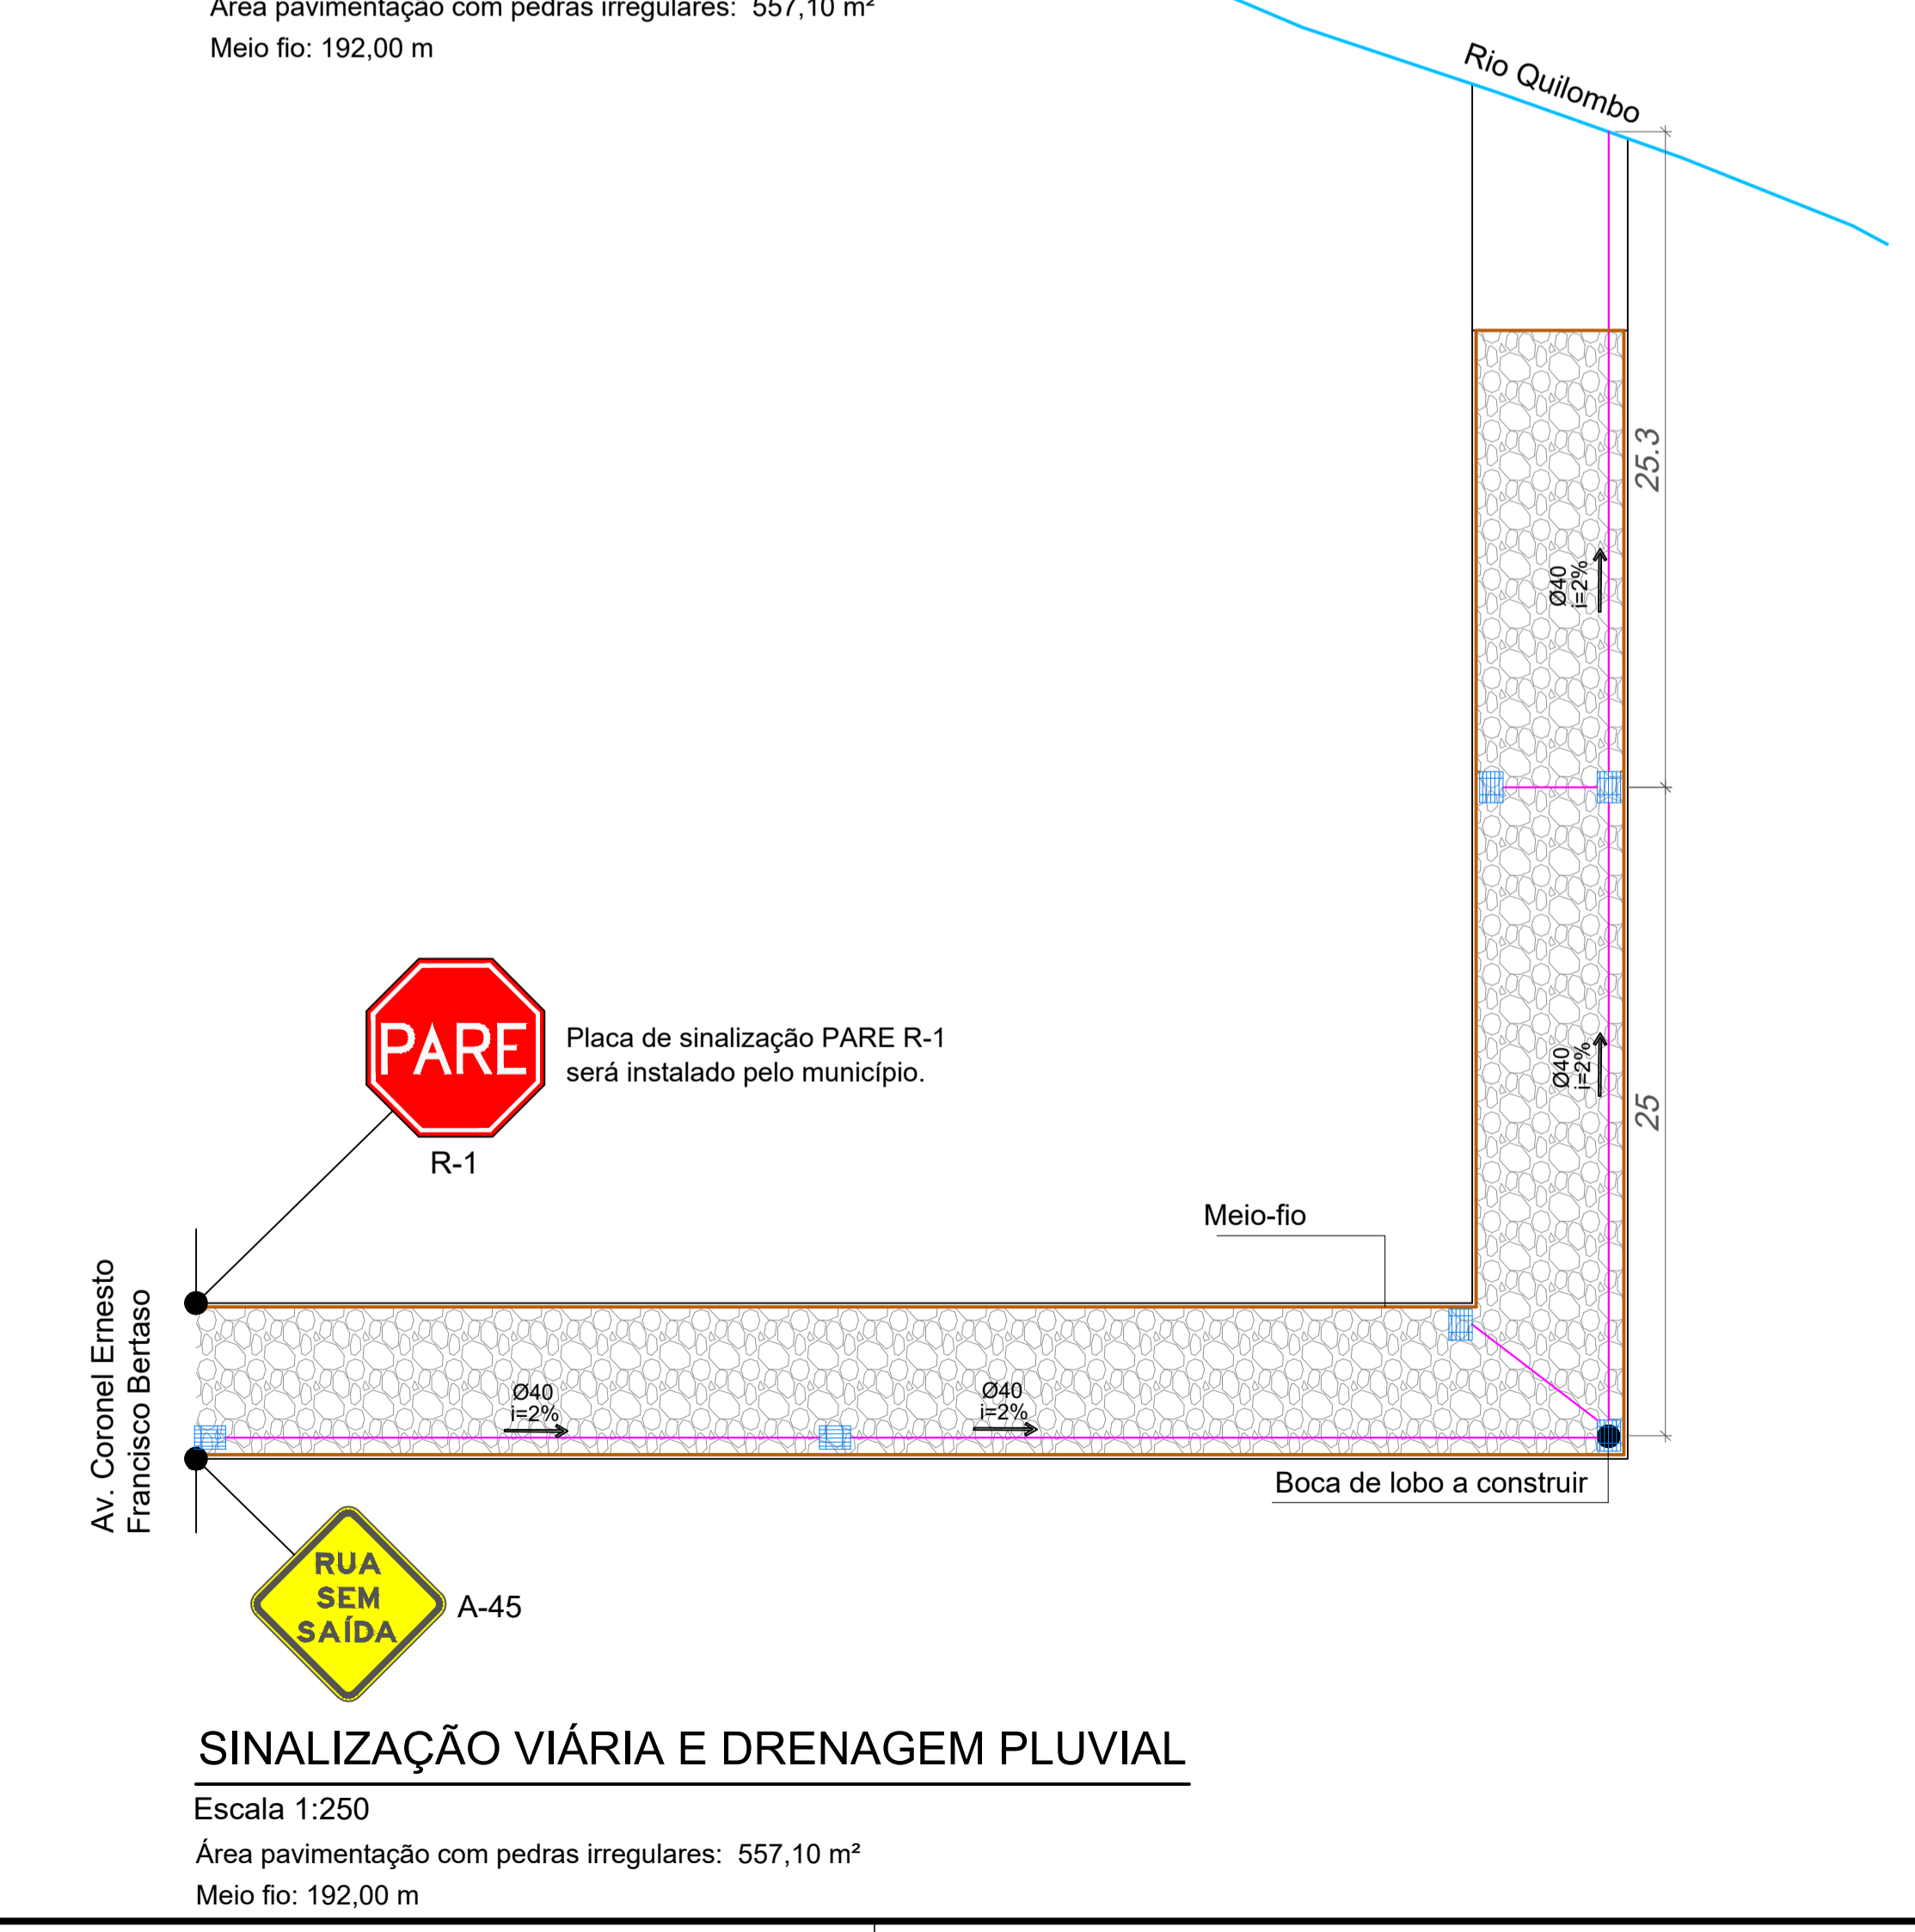 Área pavimentação com pedras irregulares: 557,10 m²
Meio fio: 192,00 m
Rio Quilombo
25.3
Ø40
i=2%
PARE
R-1
Placa de sinalização PARE R-1
será instalado pelo município.
Ø40
i=2%
25
Meio-fio
Av. Coronel Ernesto
Francisco Bertaso
Ø40
i=2%
Ø40
i=2%
Boca de lobo a construir
RUA
SEM
SAÍDA
A-45
SINALIZAÇÃO VIÁRIA E DRENAGEM PLUVIAL
Escala 1:250
Área pavimentação com pedras irregulares: 557,10 m²
Meio fio: 192,00 m